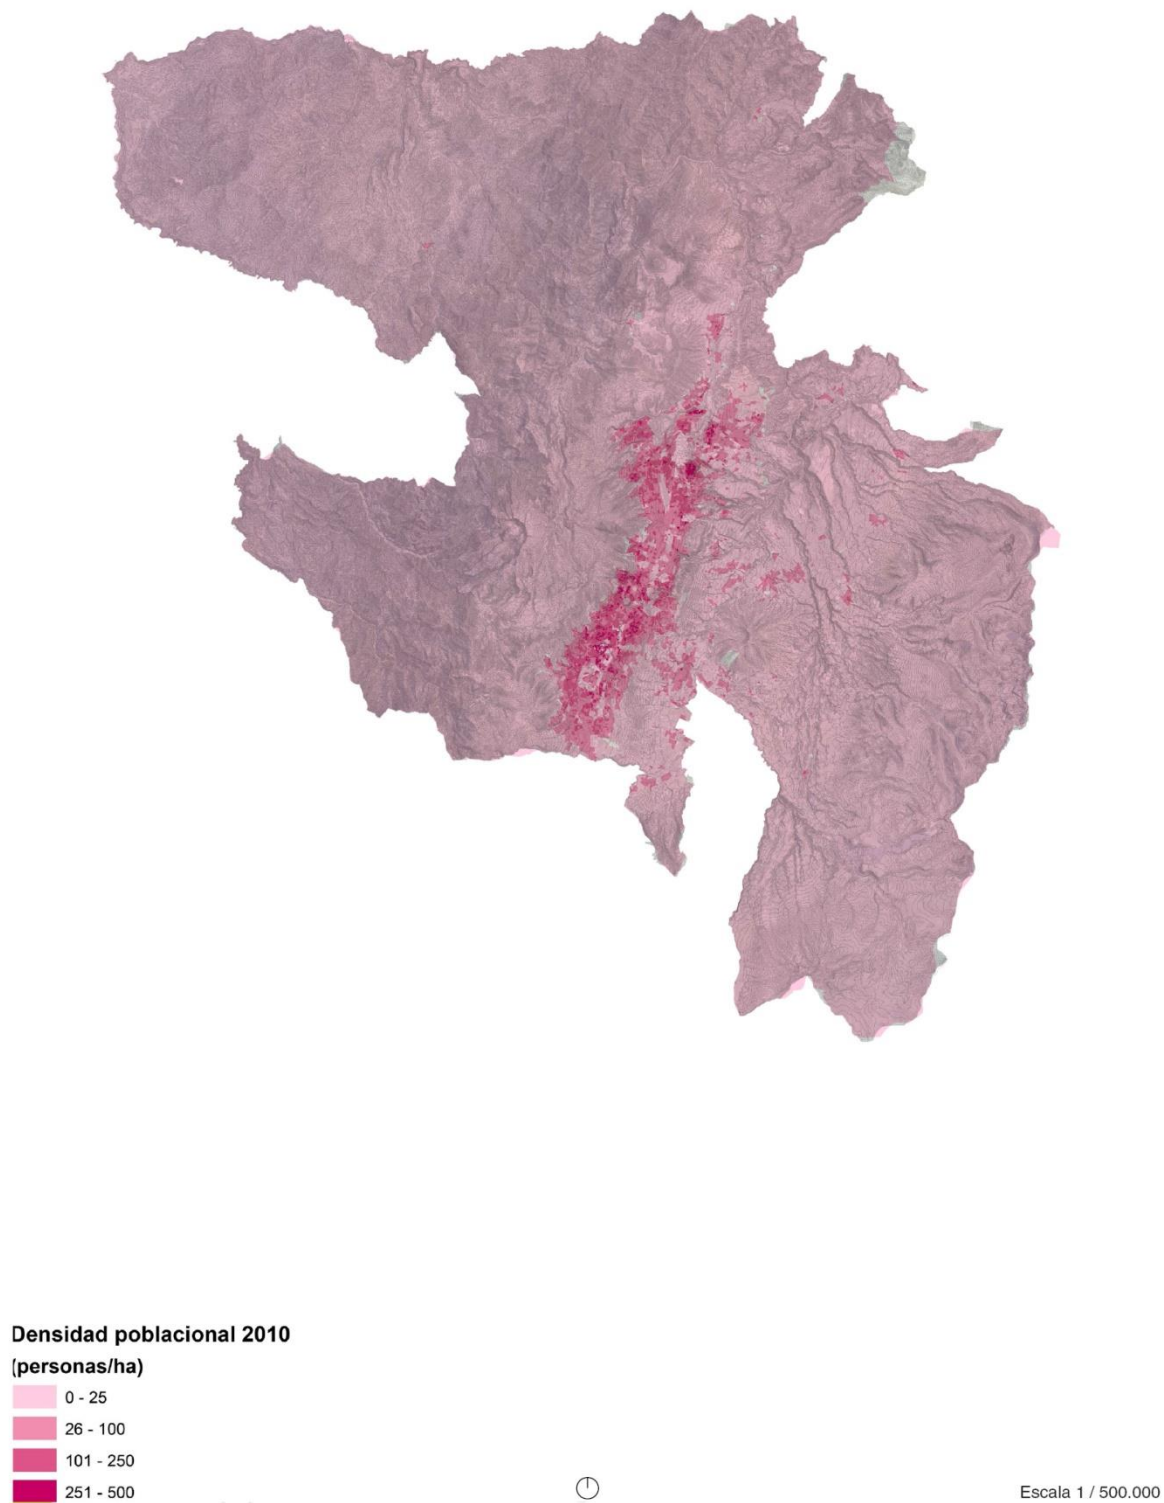 Densidad poblacional 2010
(personas/ha)
0 - 25
26 - 100
101 - 250
251 - 500
Escala 1 / 500.000